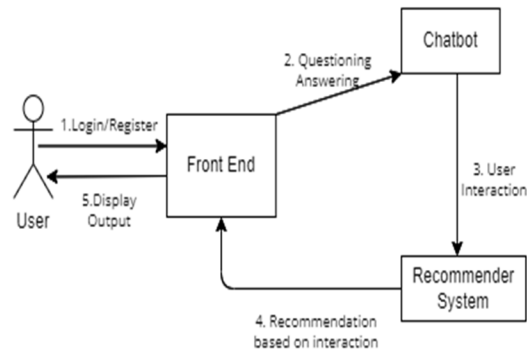 Chatbot
2. Questioning
Answering
1.Login/Register
Front End
3. User
Interaction
5.Display
Output
User
Recommender
System
4. Recommendation
based on interaction